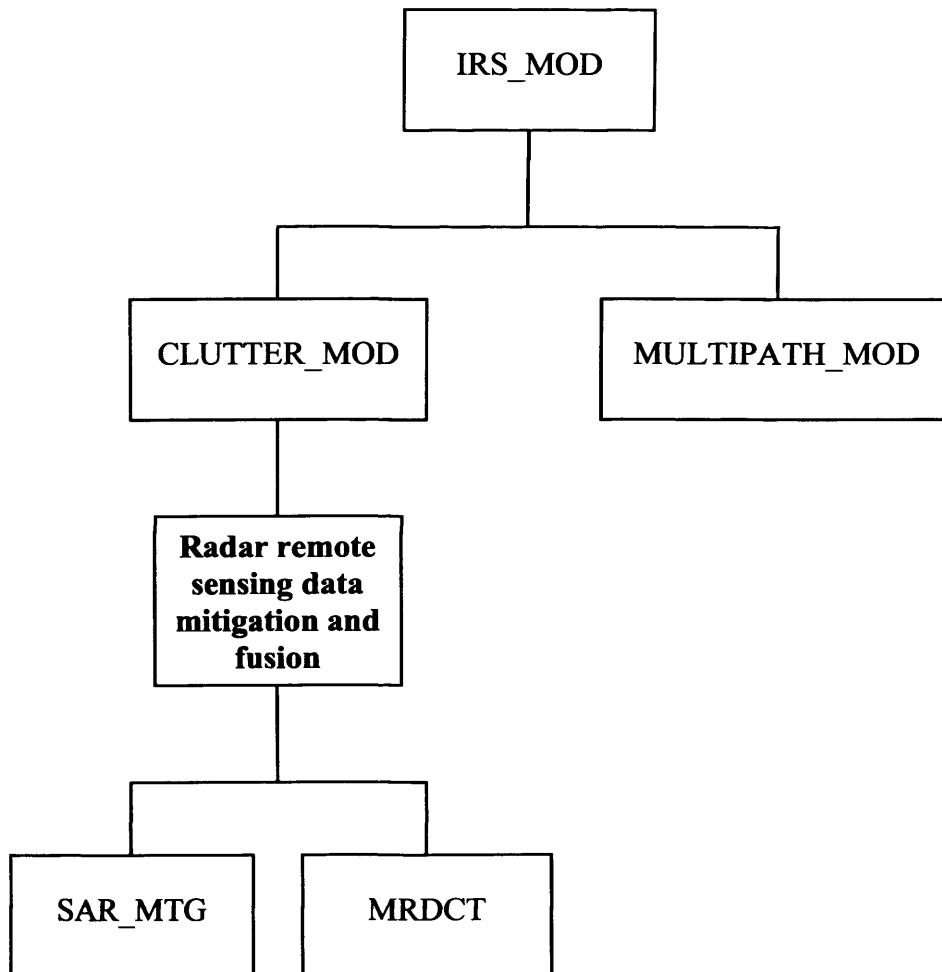 IRS_MOD
CLUTTER_MOD
MULTIPATH_MOD
Radar remote
sensing data
mitigation and
fusion
SAR_MTG
MRDCT